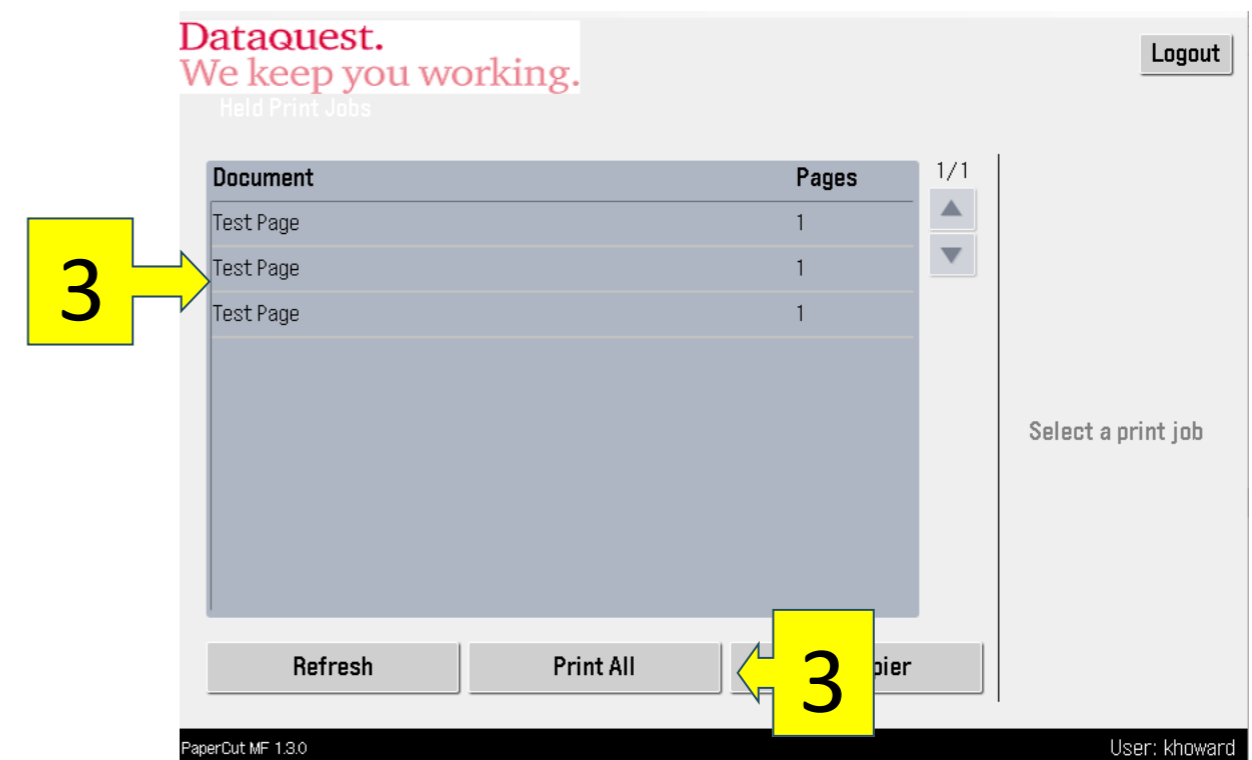 Dataquest.
We keep you working.
Logout
Held Print Jobs
Document Pages 1/1
Test Page 1
3
Test Page 1
Test Page 1
Select a print job
Refresh Print All 3 pier
PaperCut MF 1.3.0 User: khoward